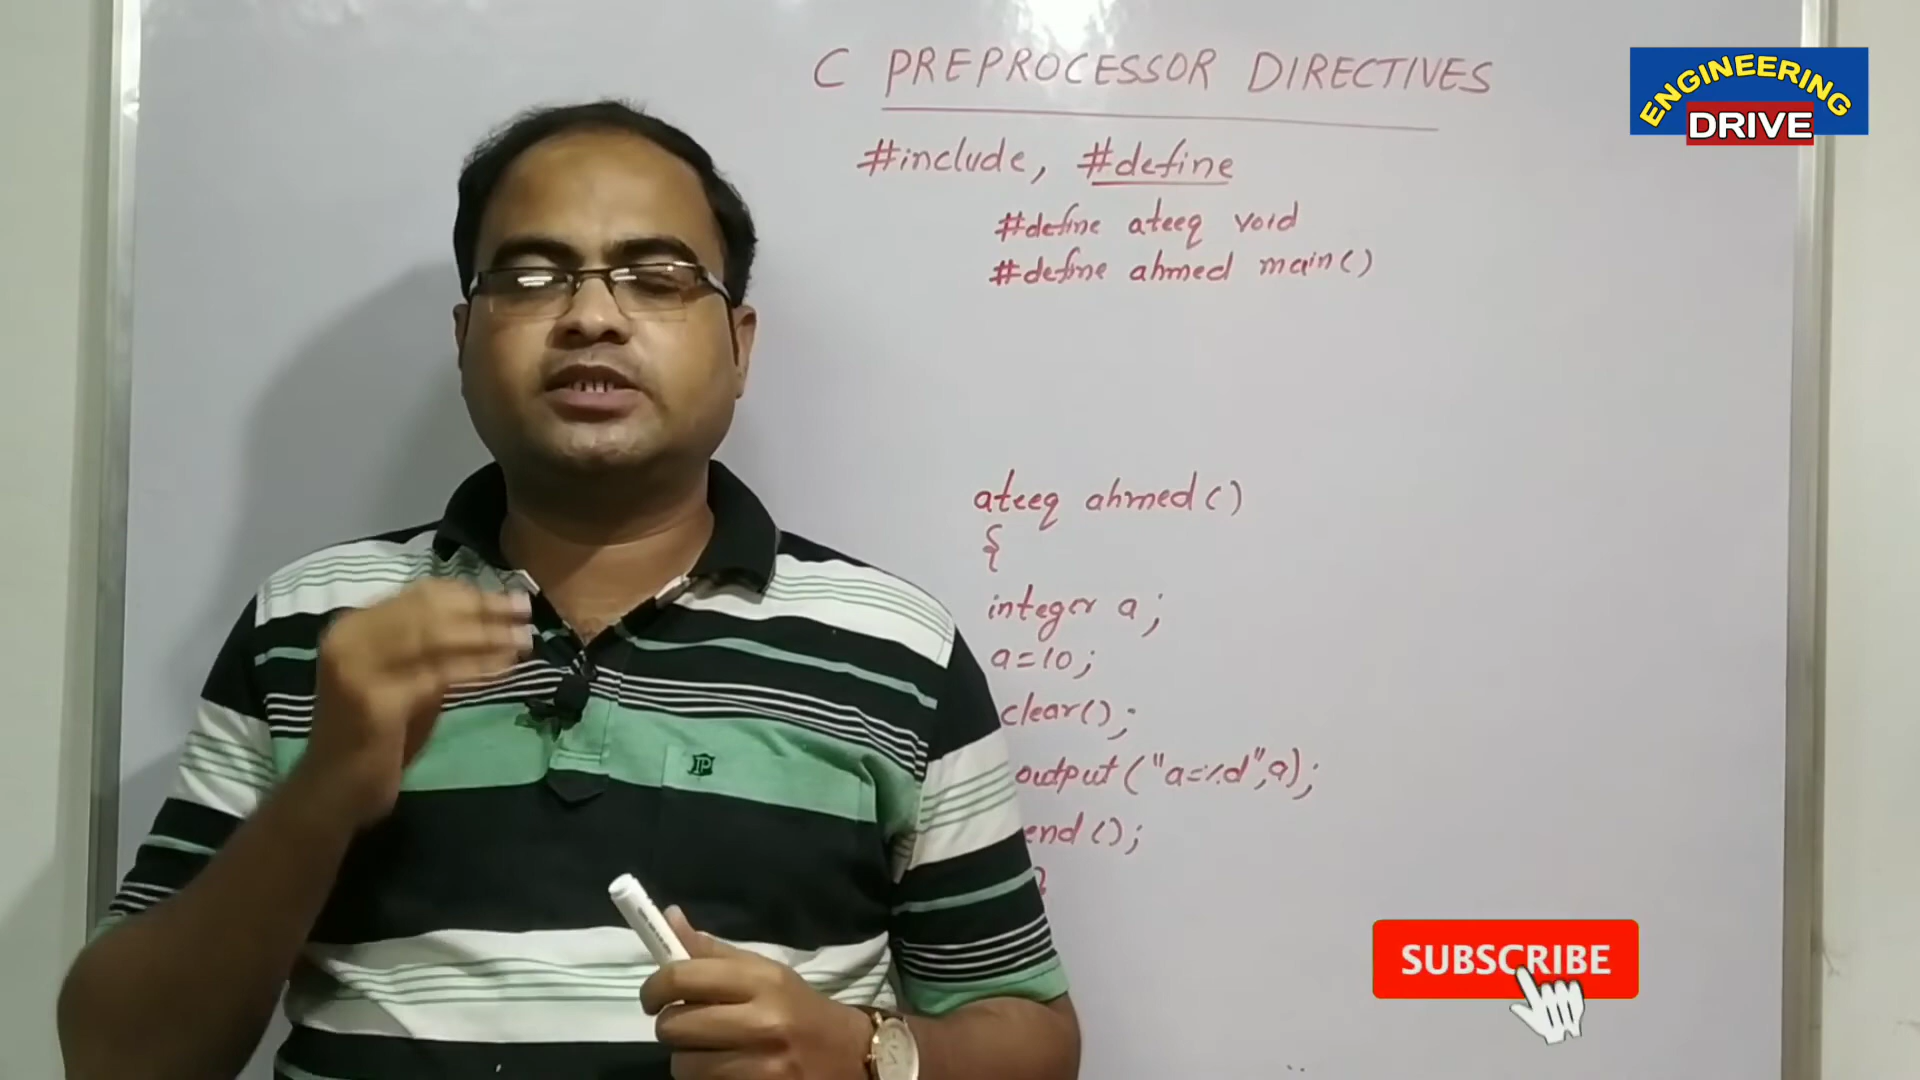 C PREPROCESSOR DIRECTIVES
#include, #define
#define ateeq void
#define ahmed main()
ateeq ahmed()
{
integer a;
a=10;
clear();
output("a=%d",a);
end();
}
ENGINEERING
DRIVE
SUBSCRIBE